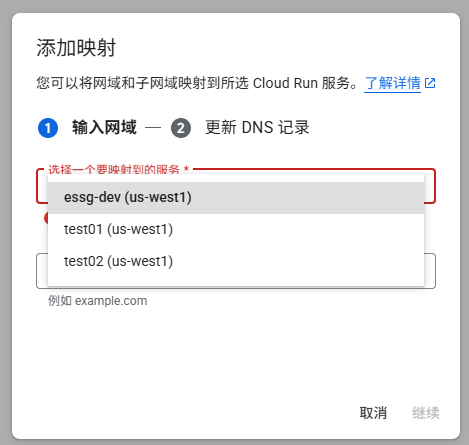 添加映射
您可以将网域和子网域映射到所选 Cloud Run 服务。了解详情
1 输入网域 — 2 更新 DNS 记录
选择一个要映射到的服务 *
essg-dev (us-west1)
test01 (us-west1)
test02 (us-west1)
例如 example.com
取消 继续